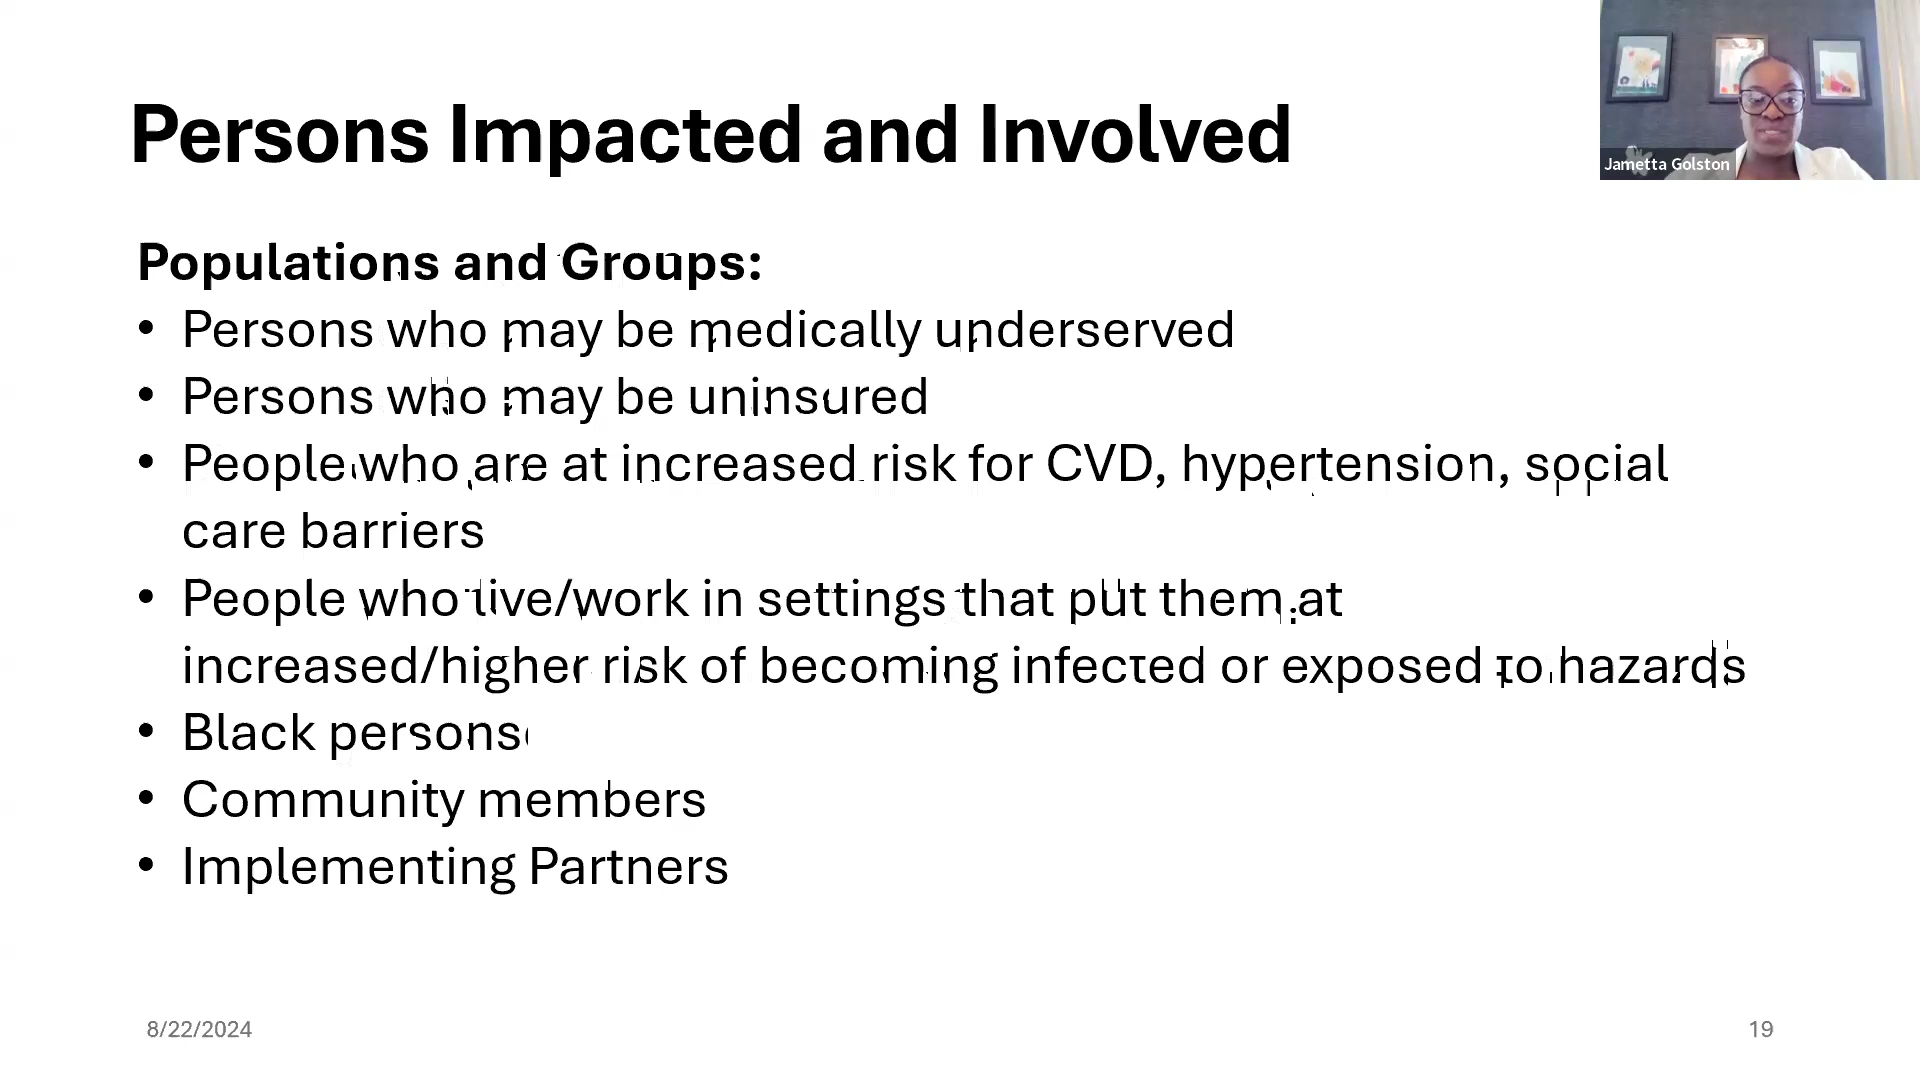 Jametta Golston
Persons Impacted and Involved
Populations and Groups:
• Persons who may be medically underserved
• Persons who may be uninsured
• People who are at increased risk for CVD, hypertension, social
care barriers
• People who live/work in settings that put them at
increased/higher risk of becoming infected or exposed to hazards
• Black persons
• Community members
• Implementing Partners
8/22/2024
19